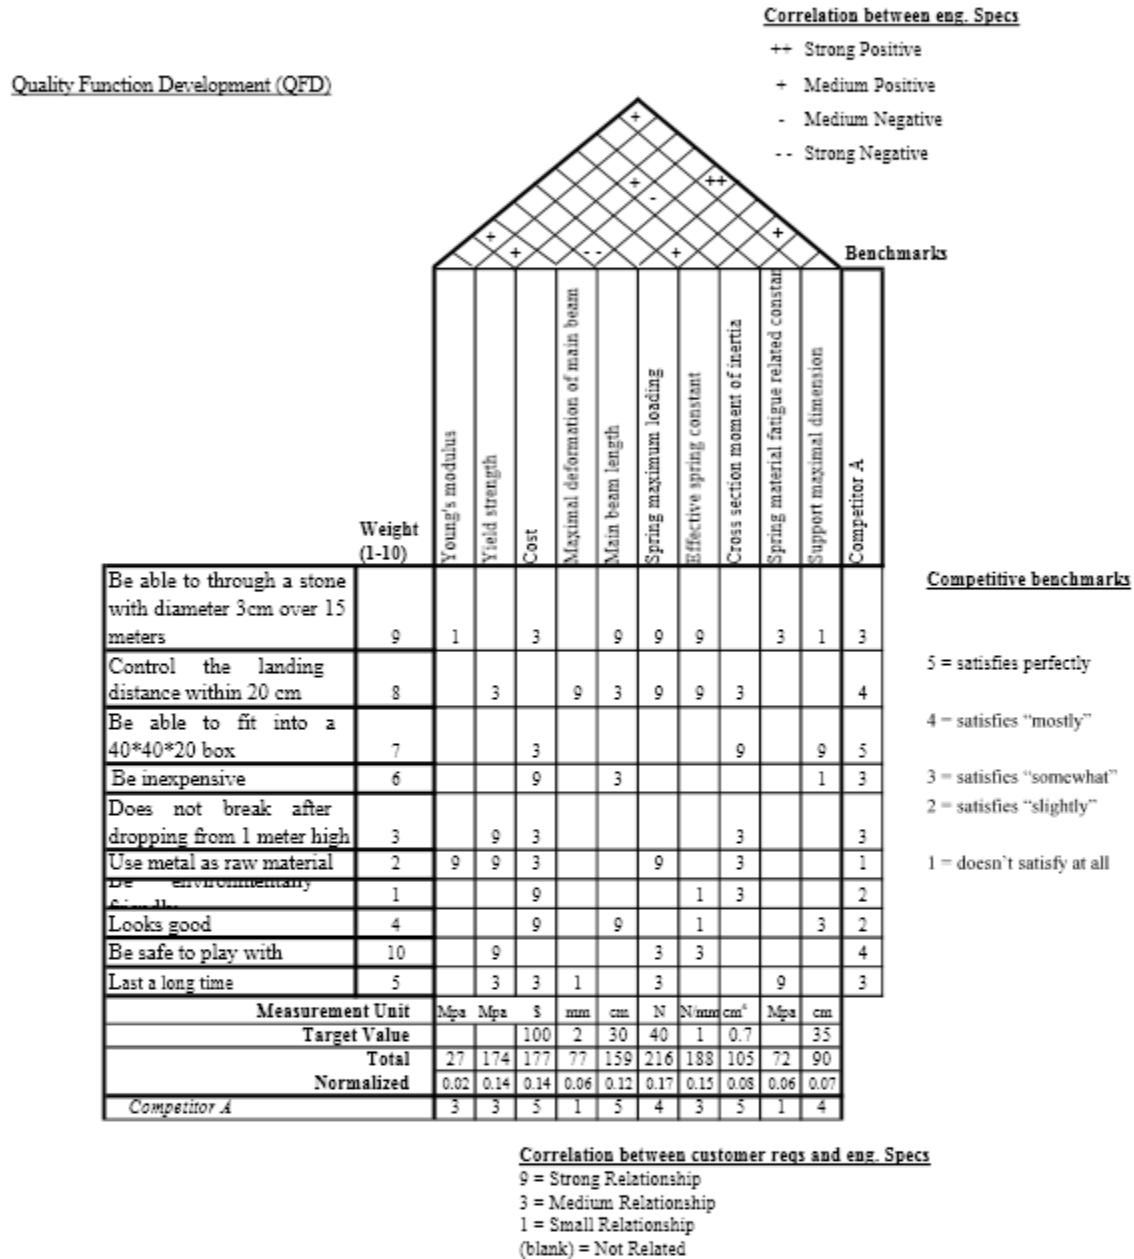 Correlation between eng. Specs
++ Strong Positive
Quality Function Development (QFD)
+ Medium Positive
- Medium Negative
-- Strong Negative
+
+ ++
-
+ +
+ -- +
Benchmarks
Weight
(1-10)
Young's modulus
Yield strength
Cost
Maximal deformation of main beam
Main beam length
Spring maximum loading
Effective spring constant
Cross section moment of inertia
Spring material fatigue related constan
Support maximal dimension
Competitor A
Competitive benchmarks
Be able to through a stone
with diameter 3cm over 15
meters 9 1 3 9 9 9 3 1 3
5 = satisfies perfectly
Control the landing
distance within 20 cm 8 3 9 3 9 9 3 4
4 = satisfies “mostly”
Be able to fit into a
40*40*20 box 7 3 9 9 5
Be inexpensive 6 9 3 1 3
3 = satisfies “somewhat”
2 = satisfies “slightly”
Does not break after
dropping from 1 meter high 3 9 3 3 3
Use metal as raw material 2 9 9 3 9 3 1
1 = doesn’t satisfy at all
Be environmentally
1 9 1 3 2
Looks good 4 9 9 1 3 2
Be safe to play with 10 9 3 3 4
Last a long time 5 3 3 1 3 9 3
Measurement Unit Mpa Mpa $ mm cm N N/mm cm⁴ Mpa cm
Target Value 100 2 30 40 1 0.7 35
Total 27 174 177 77 159 216 188 105 72 90
Normalized 0.02 0.14 0.14 0.06 0.12 0.17 0.15 0.08 0.06 0.07
Competitor A 3 3 5 1 5 4 3 5 1 4
Correlation between customer reqs and eng. Specs
9 = Strong Relationship
3 = Medium Relationship
1 = Small Relationship
(blank) = Not Related